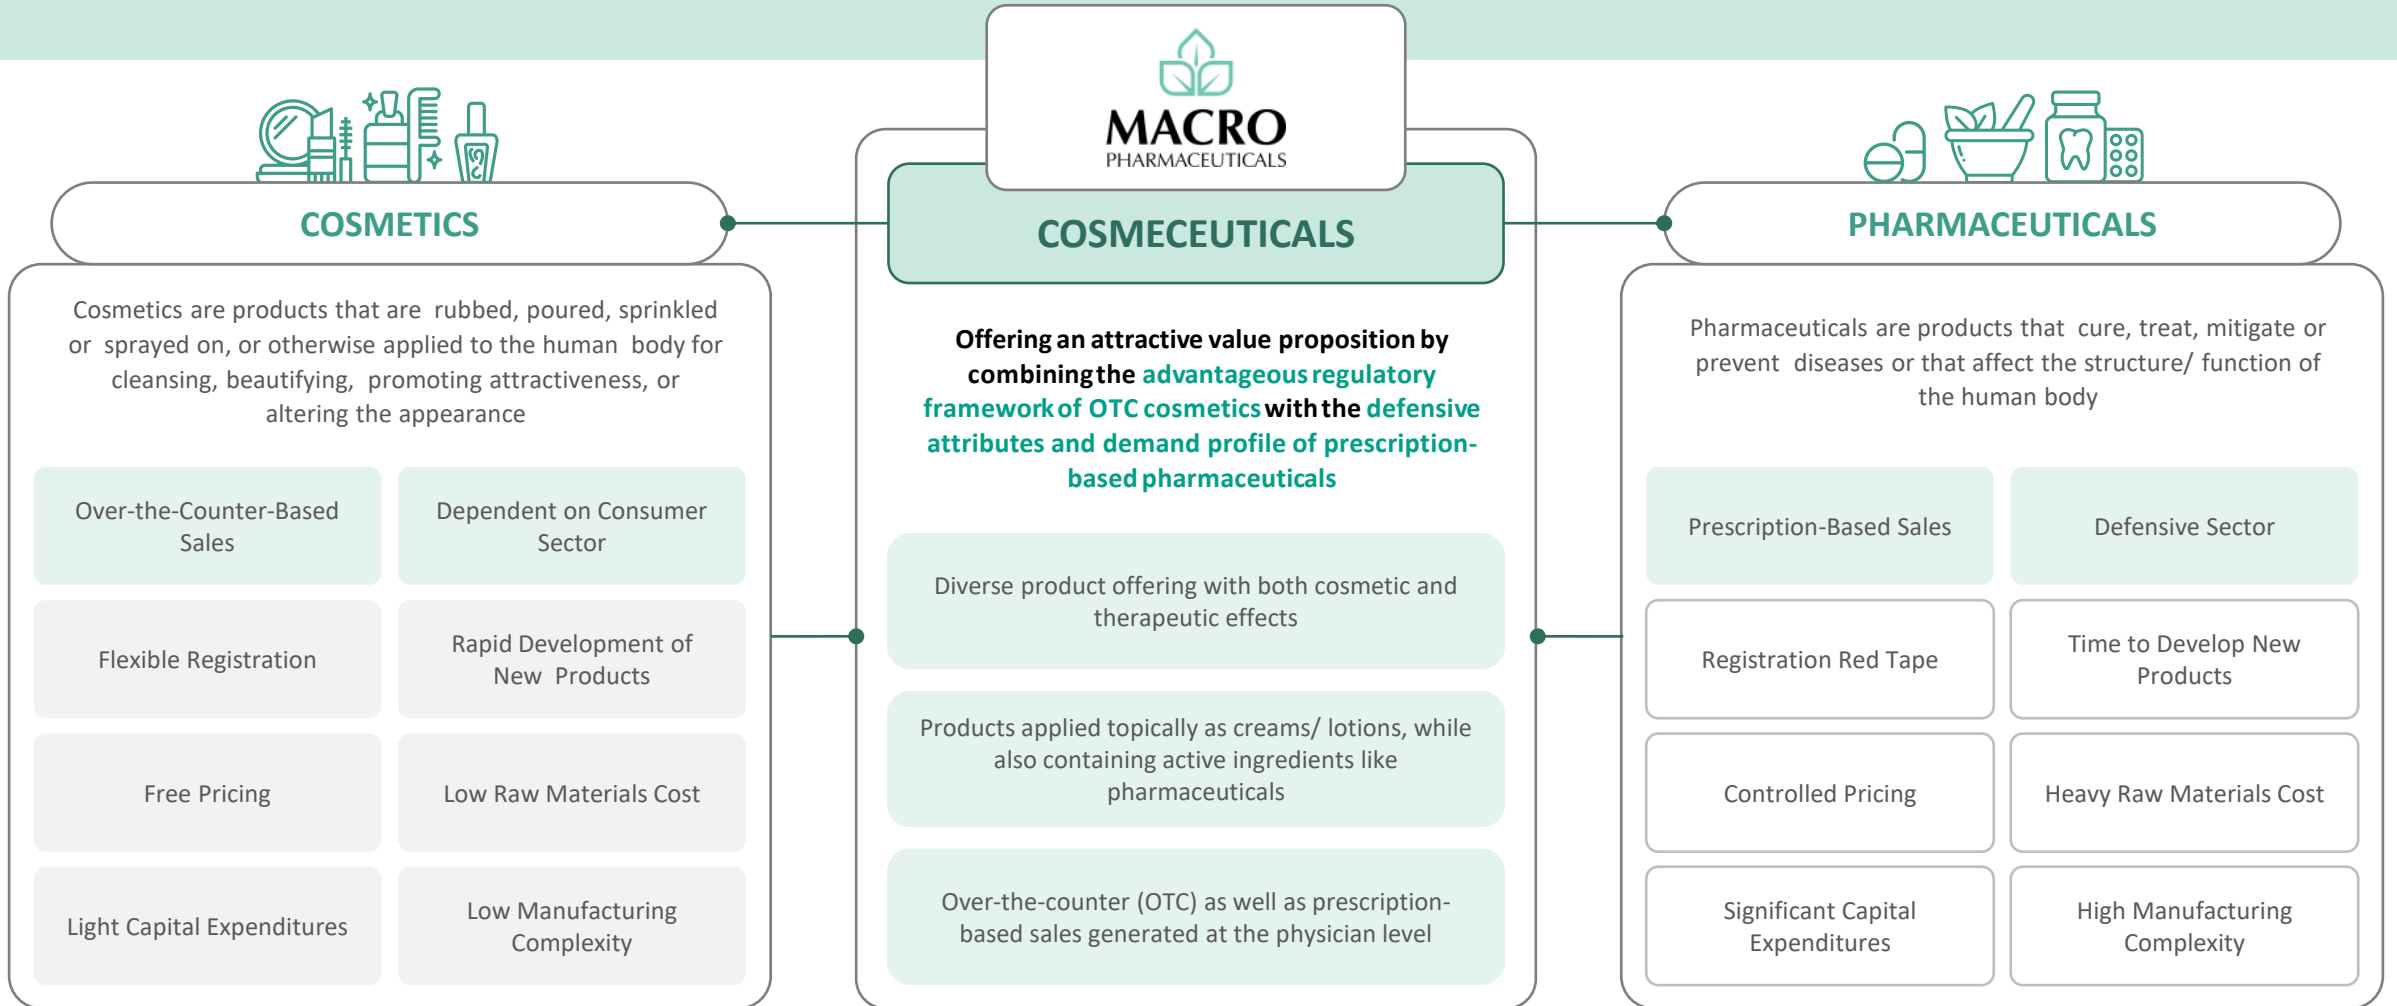 MACRO
PHARMACEUTICALS
COSMETICS
Cosmetics are products that are rubbed, poured, sprinkled
or sprayed on, or otherwise applied to the human body for
cleansing, beautifying, promoting attractiveness, or
altering the appearance
Over-the-Counter-Based
Sales
Dependent on Consumer
Sector
Flexible Registration
Rapid Development of
New Products
Free Pricing
Low Raw Materials Cost
Light Capital Expenditures
Low Manufacturing
Complexity
COSMECEUTICALS
Offering an attractive value proposition by
combining the advantageous regulatory
framework of OTC cosmetics with the defensive
attributes and demand profile of prescription-
based pharmaceuticals
Diverse product offering with both cosmetic and
therapeutic effects
Products applied topically as creams/ lotions, while
also containing active ingredients like
pharmaceuticals
Over-the-counter (OTC) as well as prescription-
based sales generated at the physician level
PHARMACEUTICALS
Pharmaceuticals are products that cure, treat, mitigate or
prevent diseases or that affect the structure/ function of
the human body
Prescription-Based Sales
Defensive Sector
Registration Red Tape
Time to Develop New
Products
Controlled Pricing
Heavy Raw Materials Cost
Significant Capital
Expenditures
High Manufacturing
Complexity